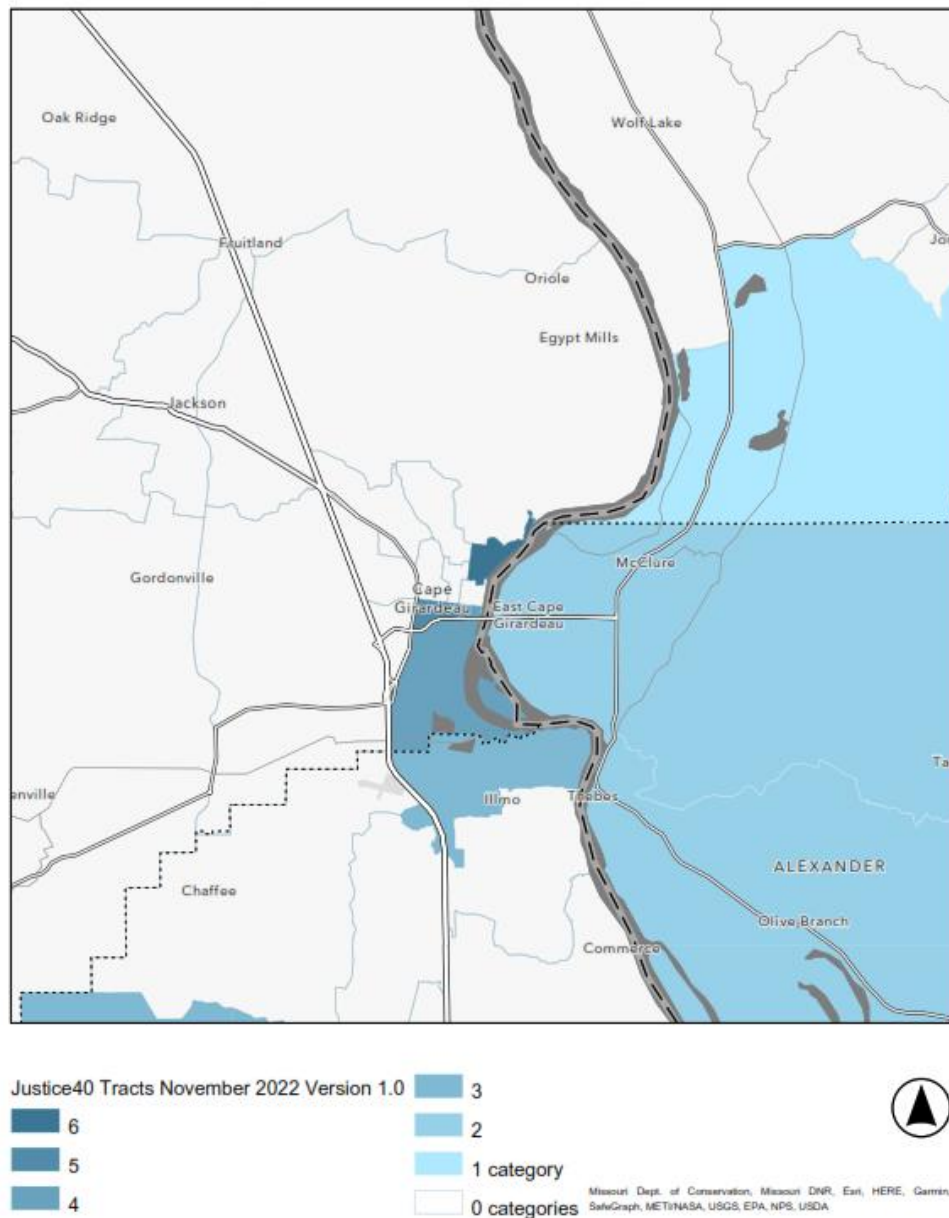 Oak Ridge
Wolf Lake
Fruitland
Oriole
Egypt Mills
Jackson
Gordonville
McClure
Cape
Girardeau
East Cape
Girardeau
Illmo
Thebes
ALEXANDER
Chaffee
Olive Branch
Commerce
Justice40 Tracts November 2022 Version 1.0
6
5
4
3
2
1 category
0 categories
Missouri Dept. of Conservation, Missouri DNR, Esri, HERE, Garmin,
SafeGraph, METI/NASA, USGS, EPA, NPS, USDA